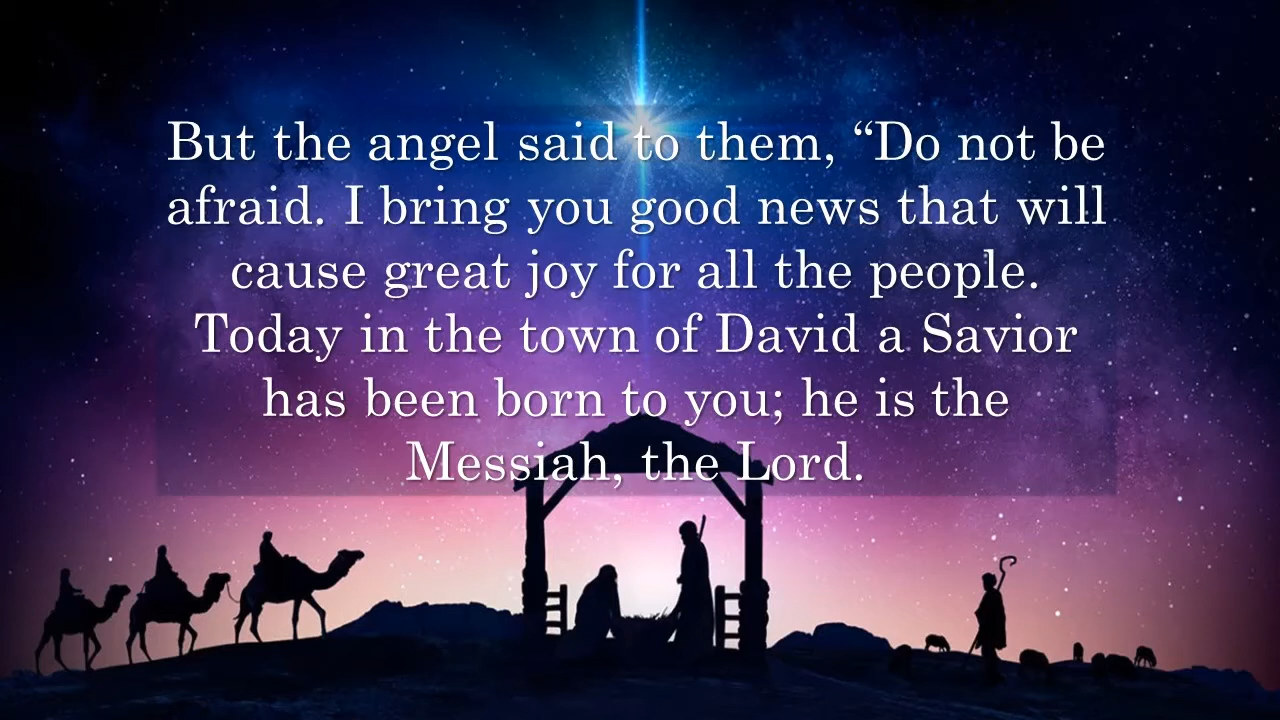 But the angel said to them, “Do not be
afraid. I bring you good news that will
cause great joy for all the people.
Today in the town of David a Savior
has been born to you; he is the
Messiah, the Lord.